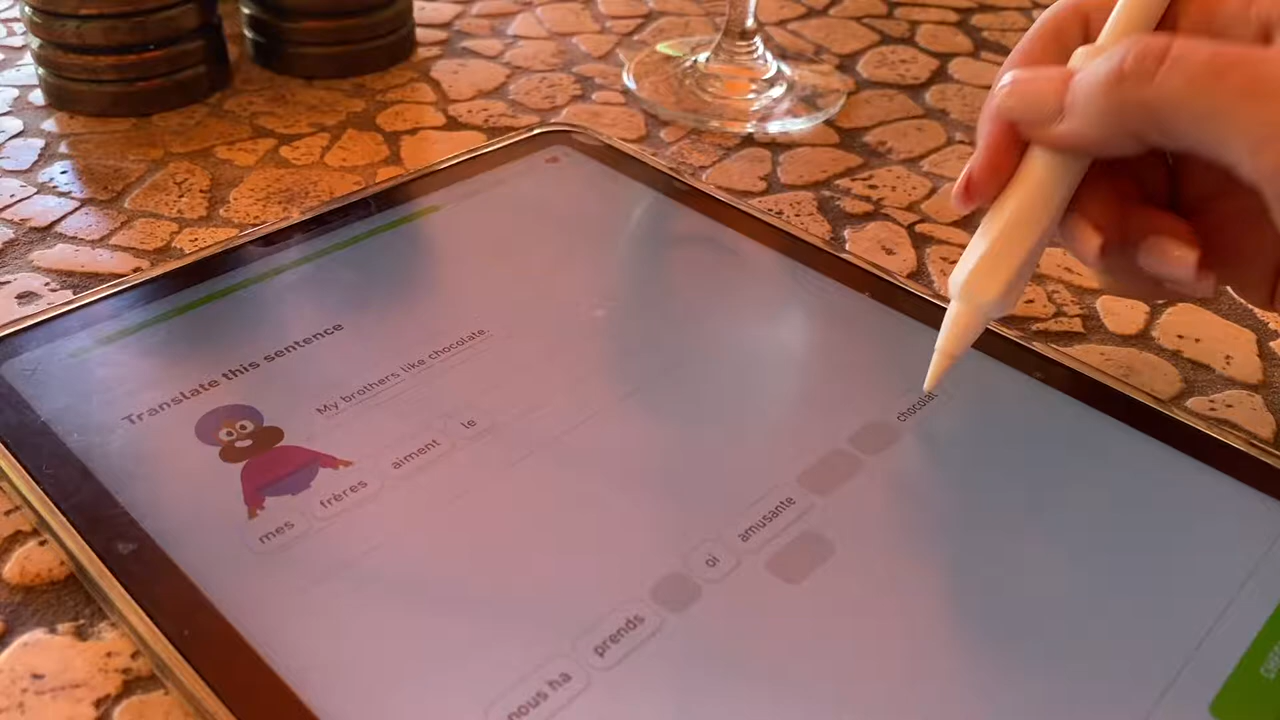 Translate this sentence
My brothers like chocolate.
mes frères aiment le
nous ha prends oi amusante chocolat